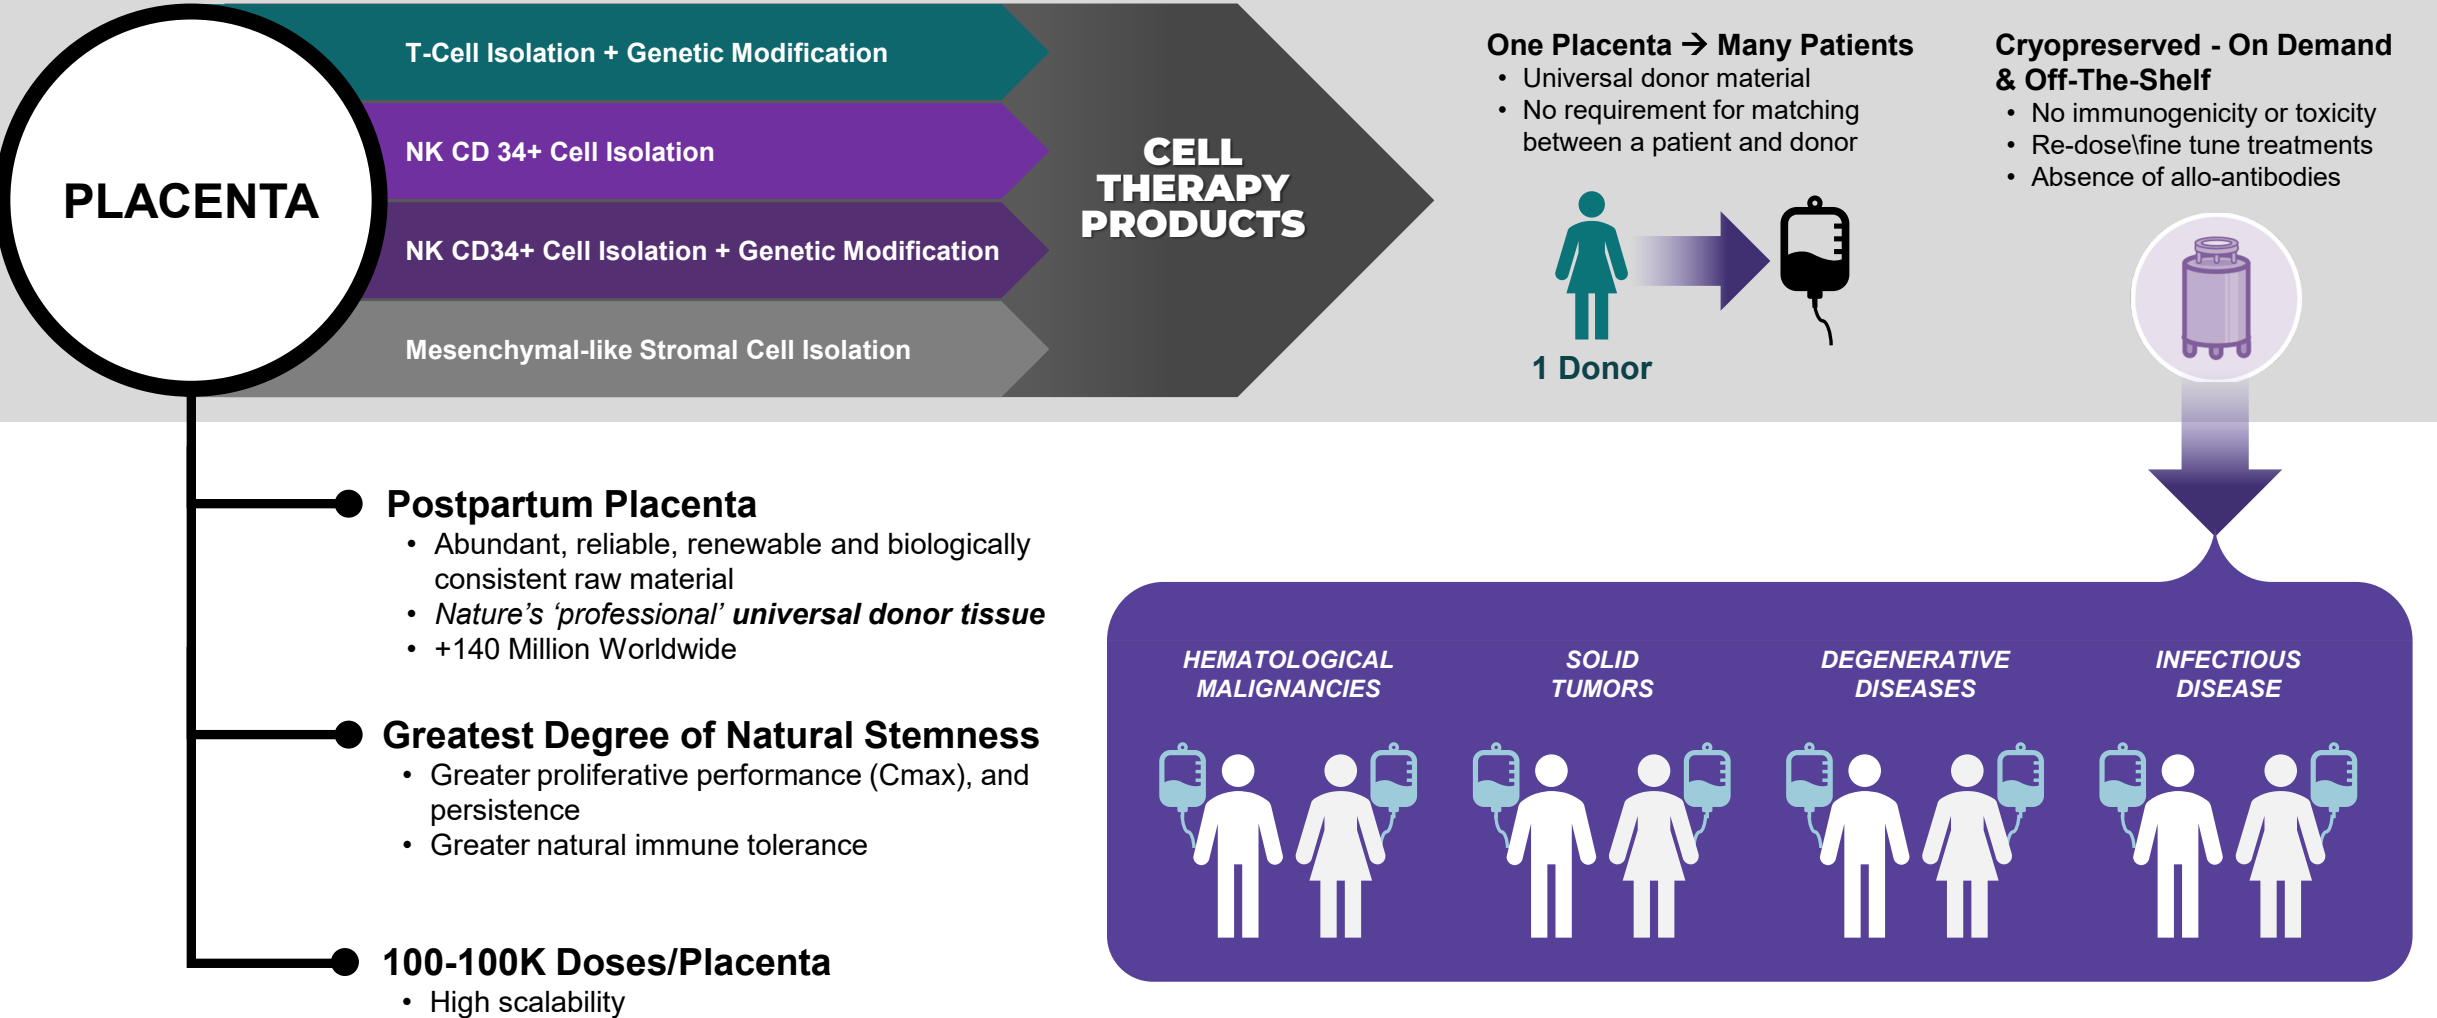 PLACENTA
T-Cell Isolation + Genetic Modification
NK CD 34+ Cell Isolation
NK CD34+ Cell Isolation + Genetic Modification
Mesenchymal-like Stromal Cell Isolation
CELL
THERAPY
PRODUCTS
One Placenta → Many Patients
• Universal donor material
• No requirement for matching
between a patient and donor
1 Donor
Cryopreserved - On Demand
& Off-The-Shelf
• No immunogenicity or toxicity
• Re-dose\fine tune treatments
• Absence of allo-antibodies
Postpartum Placenta
• Abundant, reliable, renewable and biologically
consistent raw material
• Nature’s ‘professional’ universal donor tissue
• +140 Million Worldwide
Greatest Degree of Natural Stemness
• Greater proliferative performance (Cmax), and
persistence
• Greater natural immune tolerance
100-100K Doses/Placenta
• High scalability
HEMATOLOGICAL
MALIGNANCIES
SOLID
TUMORS
DEGENERATIVE
DISEASES
INFECTIOUS
DISEASE